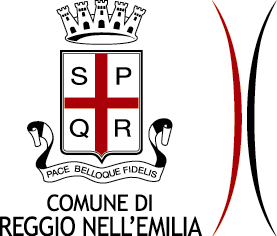 S P
Q R
PACE BELLOQUE FIDELIS
COMUNE DI
REGGIO NELL'EMILIA